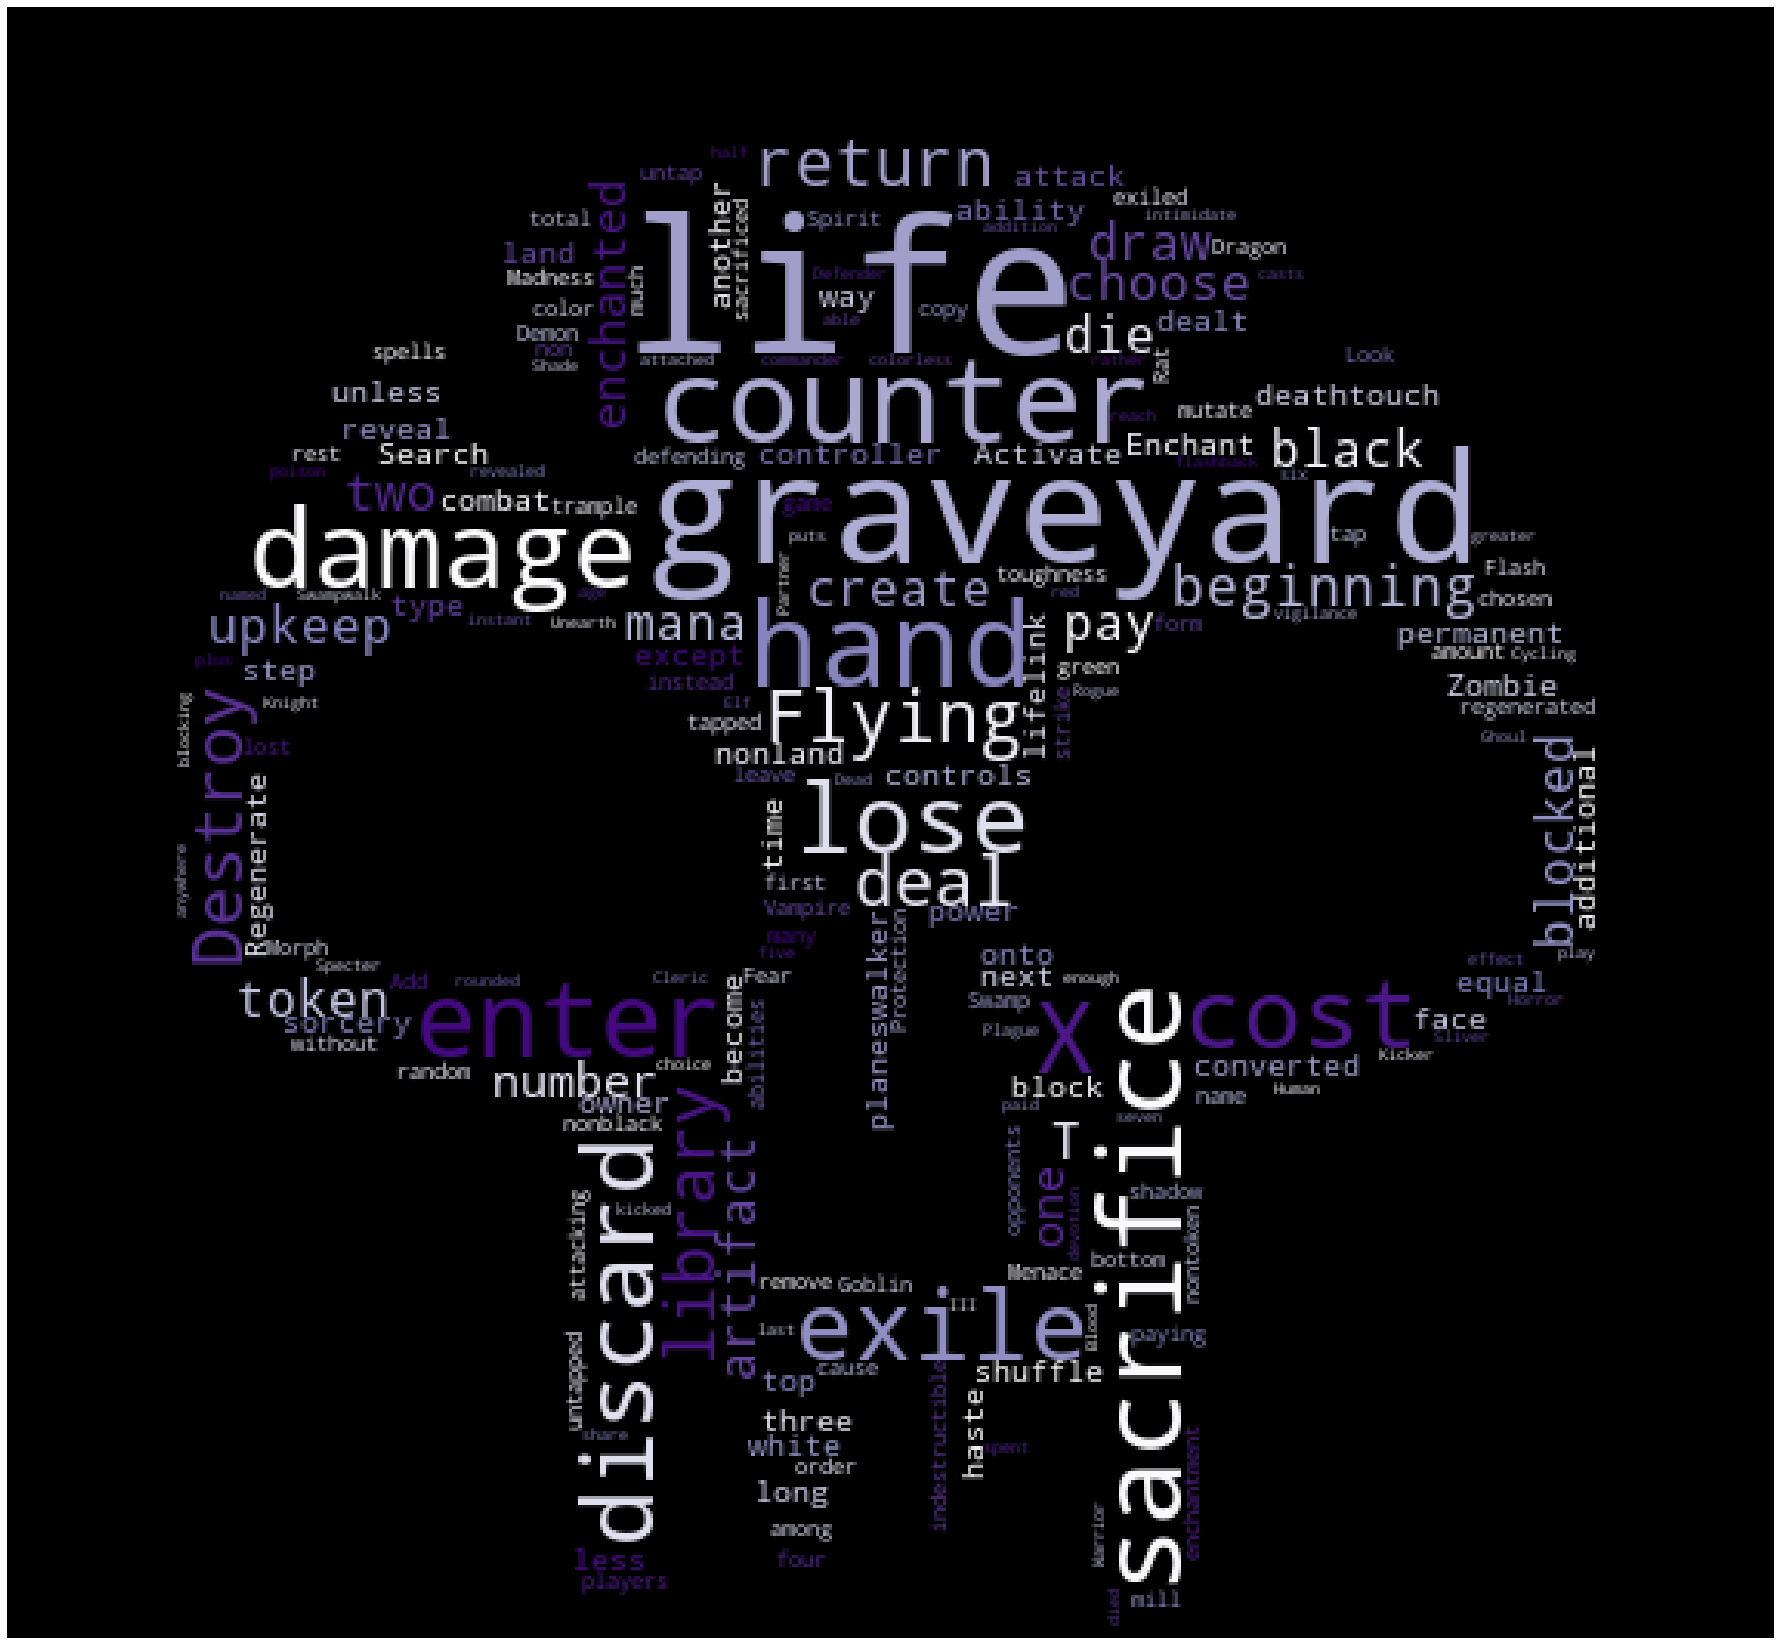 half
return
untap
attack
exiled
intimidate
enchanted
another
sacrificed
total
Spirit
ability
addition
life
land
draw
Dragon
Madness
much
Defender
way
choose
casts
color
copy
able
Demon
non
die
dealt
Shade
attached
commander
colorless
rather
Rat
spells
Look
unless
counter
reach
mutate
deathtouch
reveal
rest
Search
defending
controller
Activate
Enchant
black
poison
revealed
flashback
six
two
combat
trample
graveyard
game
damage
puts
tap
greater
Partner
create
toughness
beginning
Flash
named
Swampwalk
age
red
chosen
upkeep
type
instant
Unearth
mana
hand
pay
form
vigilance
permanent
plus
step
except
lifelink
green
amount
Cycling
instead
Rogue
Zombie
blocking
Destroy
Knight
Elf
Flying
strike
regenerated
tapped
lost
nonland
Ghoul
leave
Dead
controls
blocked
additional
Regenerate
time
lose
anywhere
first
deal
Vampire
power
planeswalker
Protection
many
five
Morph
Specter
onto
play
effect
token
Add
rounded
Cleric
Fear
next
enough
equal
sorcery
enter
become
abilities
Swamp
X
sacrifice
cost
Horror
face
Sliver
without
Plague
random
choice
converted
Kicker
number
block
name
Human
owner
library
paid
seven
nonblack
opponents
T
discard
artifact
one
devotion
shadow
attacking
kicked
nontoken
bottom
remove
Goblin
Menace
exile
III
Blood
untapped
last
paying
cause
shuffle
top
indestructible
haste
three
share
white
spent
order
enchantment
long
among
Warrior
less
four
players
died
mill